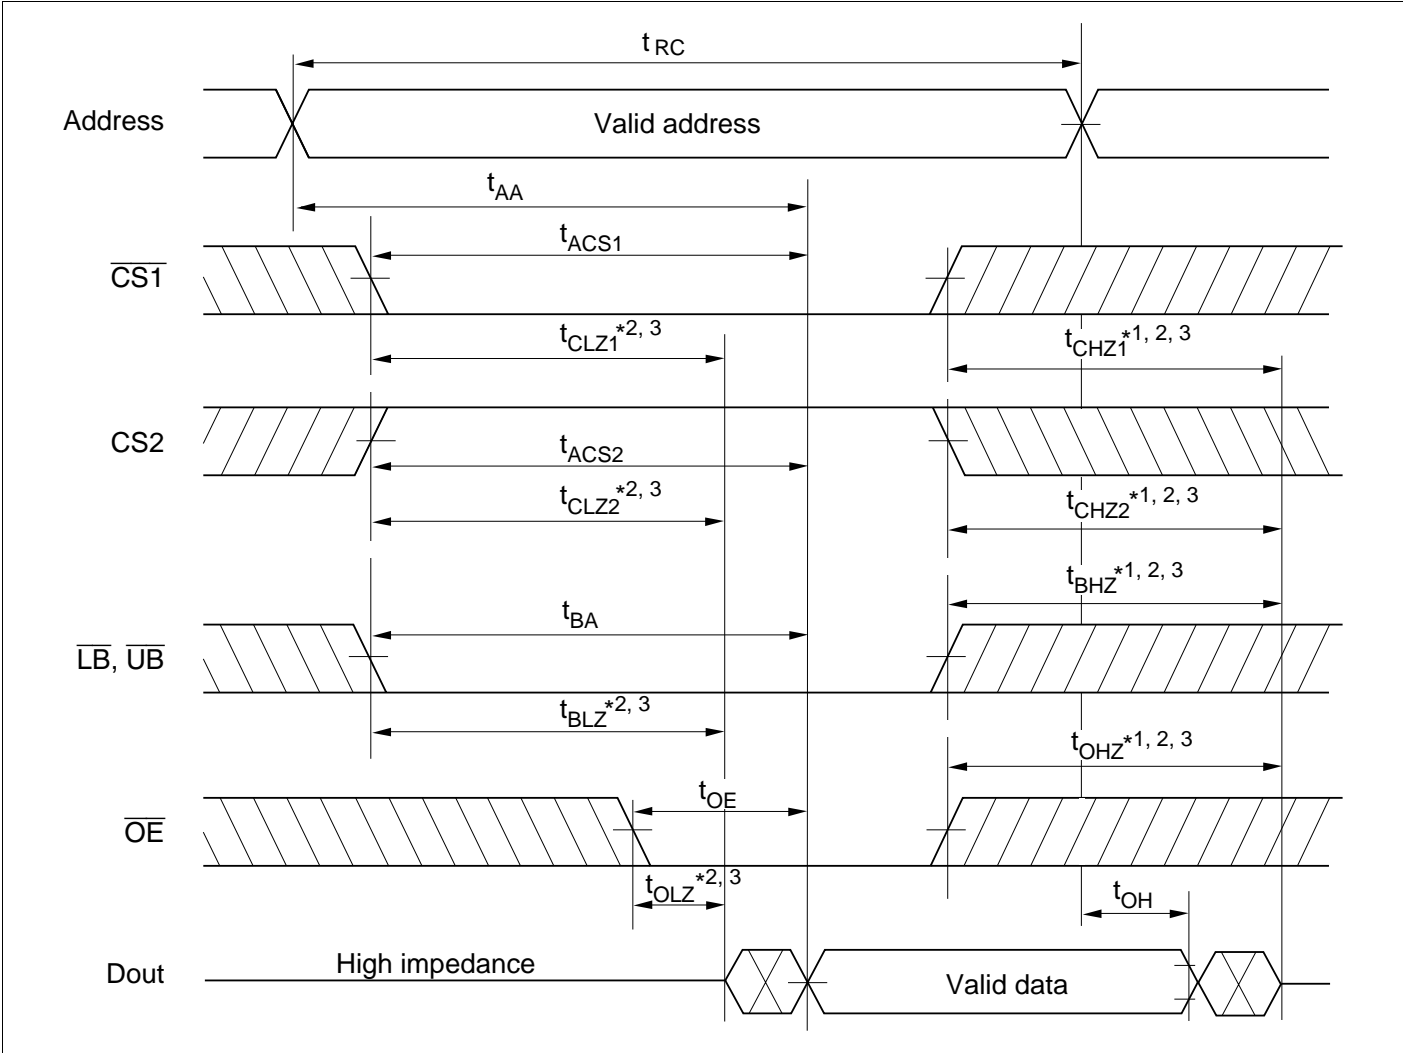 t RC
Address
Valid address
tAA
tACS1
CS1
tCLZ1*2, 3
tCHZ1*1, 2, 3
CS2
tACS2
tCLZ2*2, 3
tCHZ2*1, 2, 3
tBHZ*1, 2, 3
tBA
LB, UB
tBLZ*2, 3
tOHZ*1, 2, 3
tOE
OE
tOLZ*2, 3
tOH
High impedance
Dout
Valid data